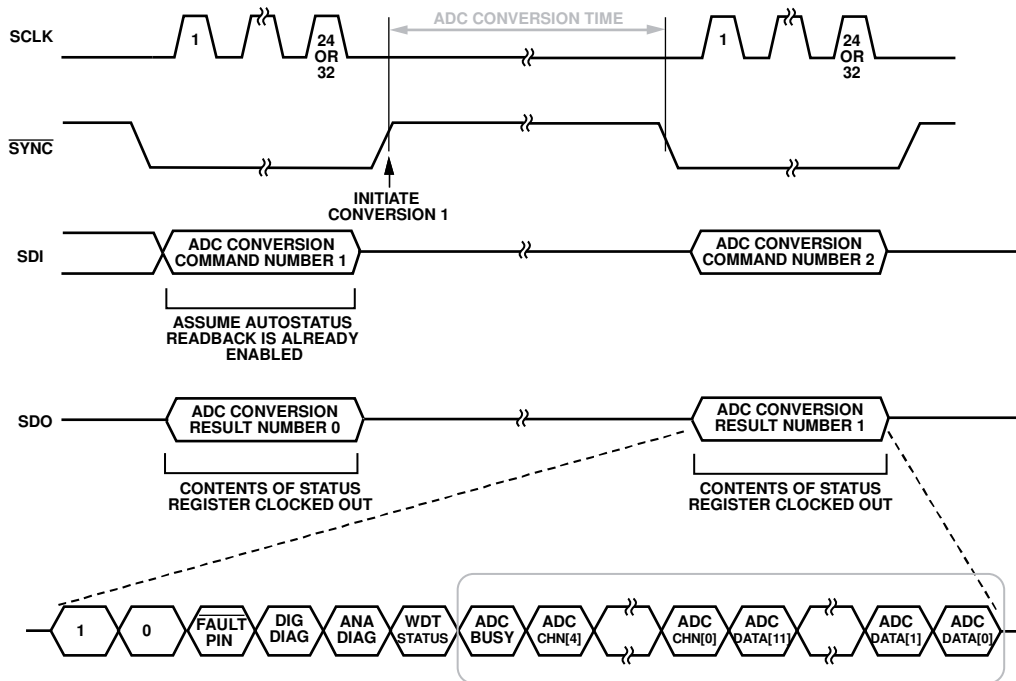 ADC CONVERSION TIME
SCLK
1
24
OR
32
1
24
OR
32
SYNC
INITIATE
CONVERSION 1
SDI
ADC CONVERSION
COMMAND NUMBER 1
ADC
COMMAND NUMBER 2
ASSUME AUTOSTATUS
READBACK IS ALREADY
ENABLED
SDO
ADC CONVERSION
RESULT NUMBER 0
ADC CONVERSION
RESULT NUMBER 1
CONTENTS OF STATUS
REGISTER CLOCKED OUT
CONTENTS OF STATUS
REGISTER CLOCKED OUT
1
0
FAULT
PIN
DIG
DIAG
ANA
DIAG
WDT
STATUS
ADC
BUSY
ADC
CHN[4]
ADC
CHN[0]
ADC
DATA[11]
ADC
DATA[1]
ADC
DATA[0]